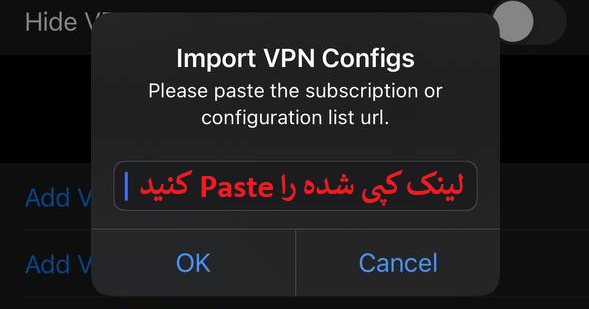 Hide V
Import VPN Configs
Please paste the subscription or
configuration list url.
لینک کپی شده را Paste کنید
Add V
OK
Cancel
Add V